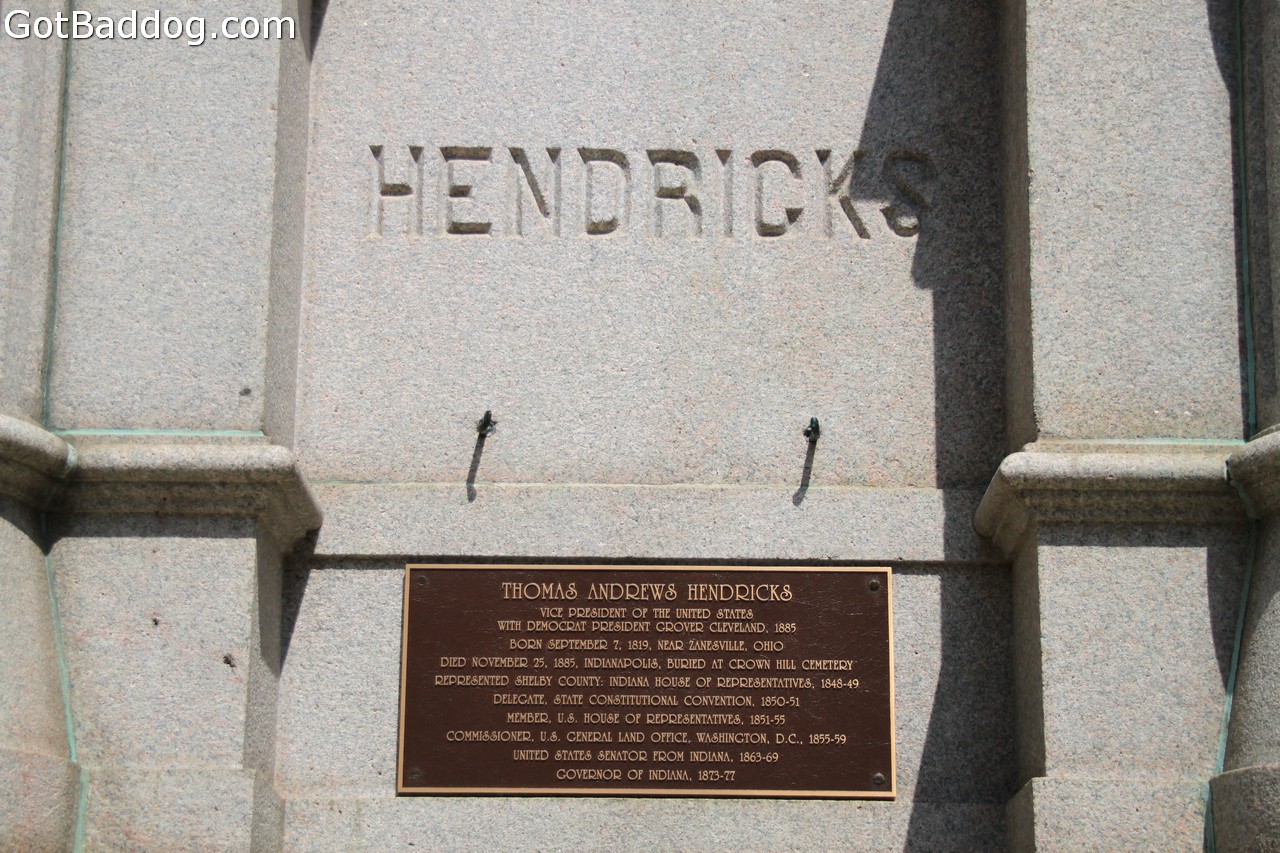 GotBaddog.com
HENDRICKS
THOMAS ANDREWS HENDRICKS
VICE PRESIDENT OF THE UNITED STATES
WITH DEMOCRAT PRESIDENT GROVER CLEVELAND, 1885
BORN SEPTEMBER 7, 1819, NEAR ZANESVILLE, OHIO
DIED NOVEMBER 25, 1885, INDIANAPOLIS, BURIED AT CROWN HILL CEMETERY
REPRESENTED SHELBY COUNTY: INDIANA HOUSE OF REPRESENTATIVES, 1848-49
DELEGATE, STATE CONSTITUTIONAL CONVENTION, 1850-51
MEMBER, U.S. HOUSE OF REPRESENTATIVES, 1851-55
COMMISSIONER, U.S. GENERAL LAND OFFICE, WASHINGTON, D.C., 1855-59
UNITED STATES SENATOR FROM INDIANA, 1863-69
GOVERNOR OF INDIANA, 1873-77